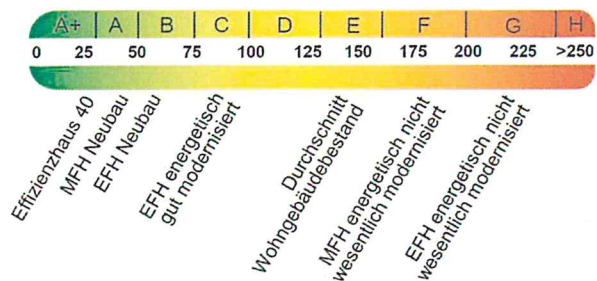 A+ A B C D E F G H
0 25 50 75 100 125 150 175 200 225 >250
Effizienzhaus 40
MFH Neubau
EFH Neubau
EFH energetisch
gut modernisiert
Durchschnitt
Wohngebäudebestand
MFH energetisch nicht
wesentlich modernisiert
EFH energetisch nicht
wesentlich modernisiert